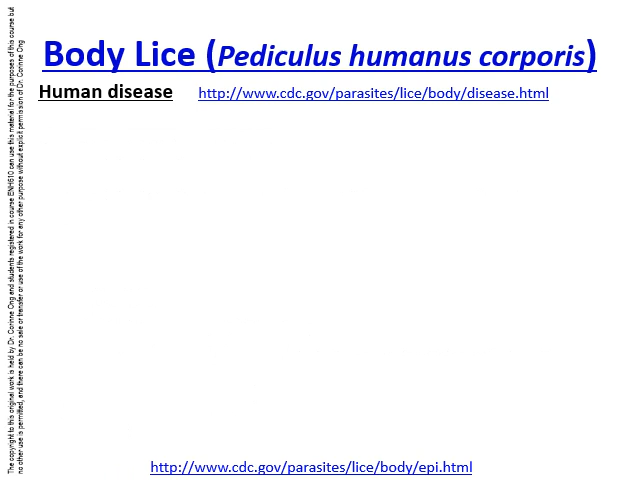 Body Lice (Pediculus humanus corporis)
Human disease http://www.cdc.gov/parasites/lice/body/disease.html
http://www.cdc.gov/parasites/lice/body/epi.html
The copyright to this original work is held by Dr. Corinne Ong and students registered in course ENH610 can use this material for the purposes of this course but
no other use is permitted, and there can be no sale or transfer or use of the work for any other purpose without explicit permission of Dr. Corinne Ong